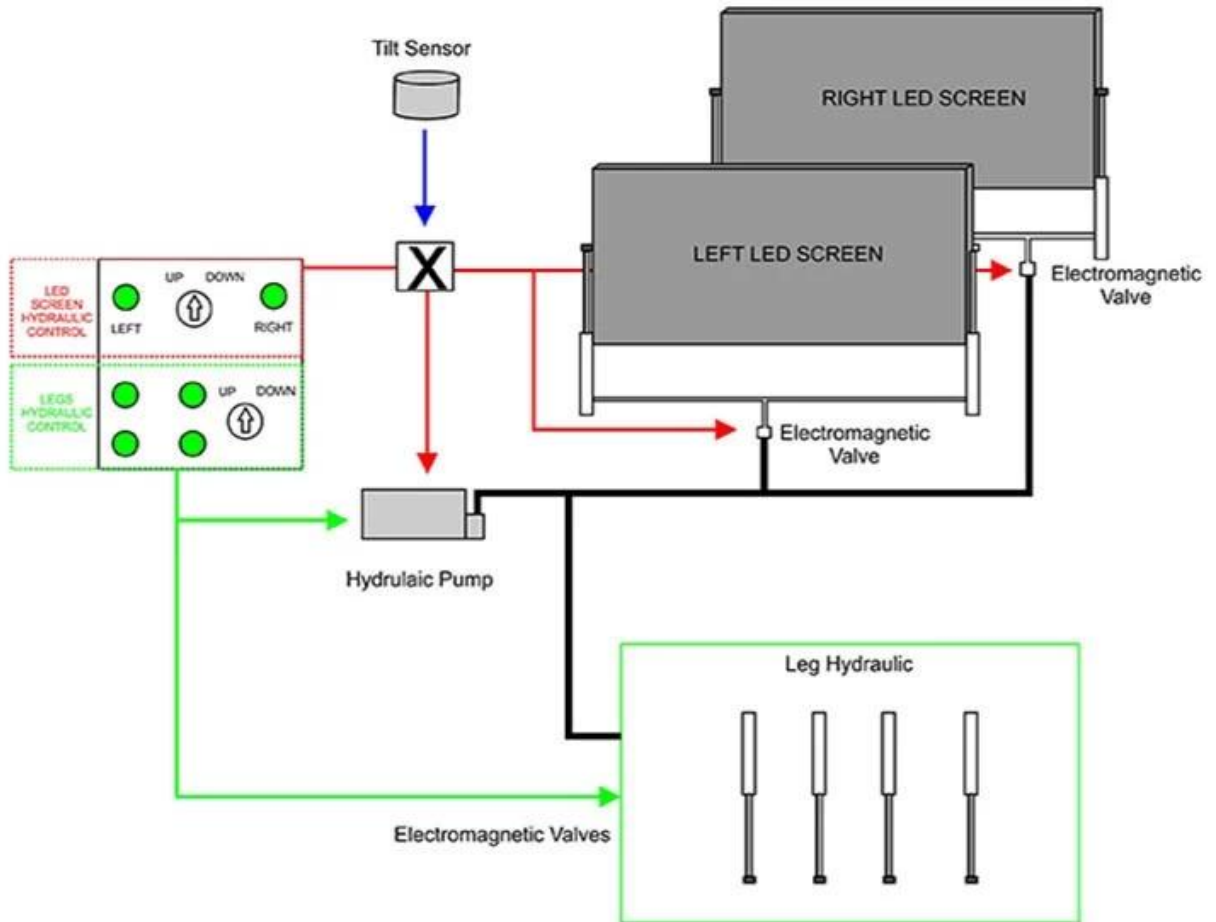 Tilt Sensor
RIGHT LED SCREEN
LEFT LED SCREEN
Electromagnetic
Valve
LED
SCREEN
HYDRAULIC
CONTROL
UP DOWN
LEFT
RIGHT
LEGS
HYDRAULIC
CONTROL
UP DOWN
X
Electromagnetic
Valve
Hydrulaic Pump
Leg Hydraulic
Electromagnetic Valves